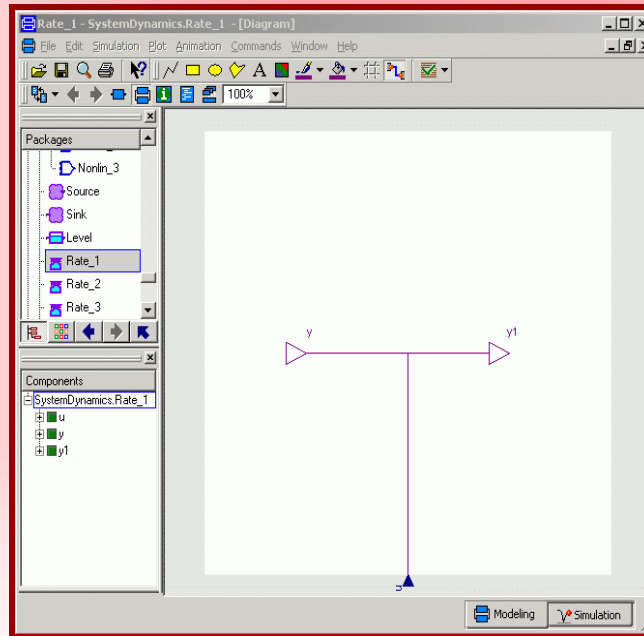 Rate_1 - SystemDynamics.Rate_1 - [Diagram]
File Edit Simulation Plot Animation Commands Window Help
A
100%
Packages
Nonlin_3
Source
Sink
Level
Rate_1
Rate_2
Rate_3
Components
SystemDynamics.Rate_1
u
y
y1
y
y1
u
Modeling
Simulation